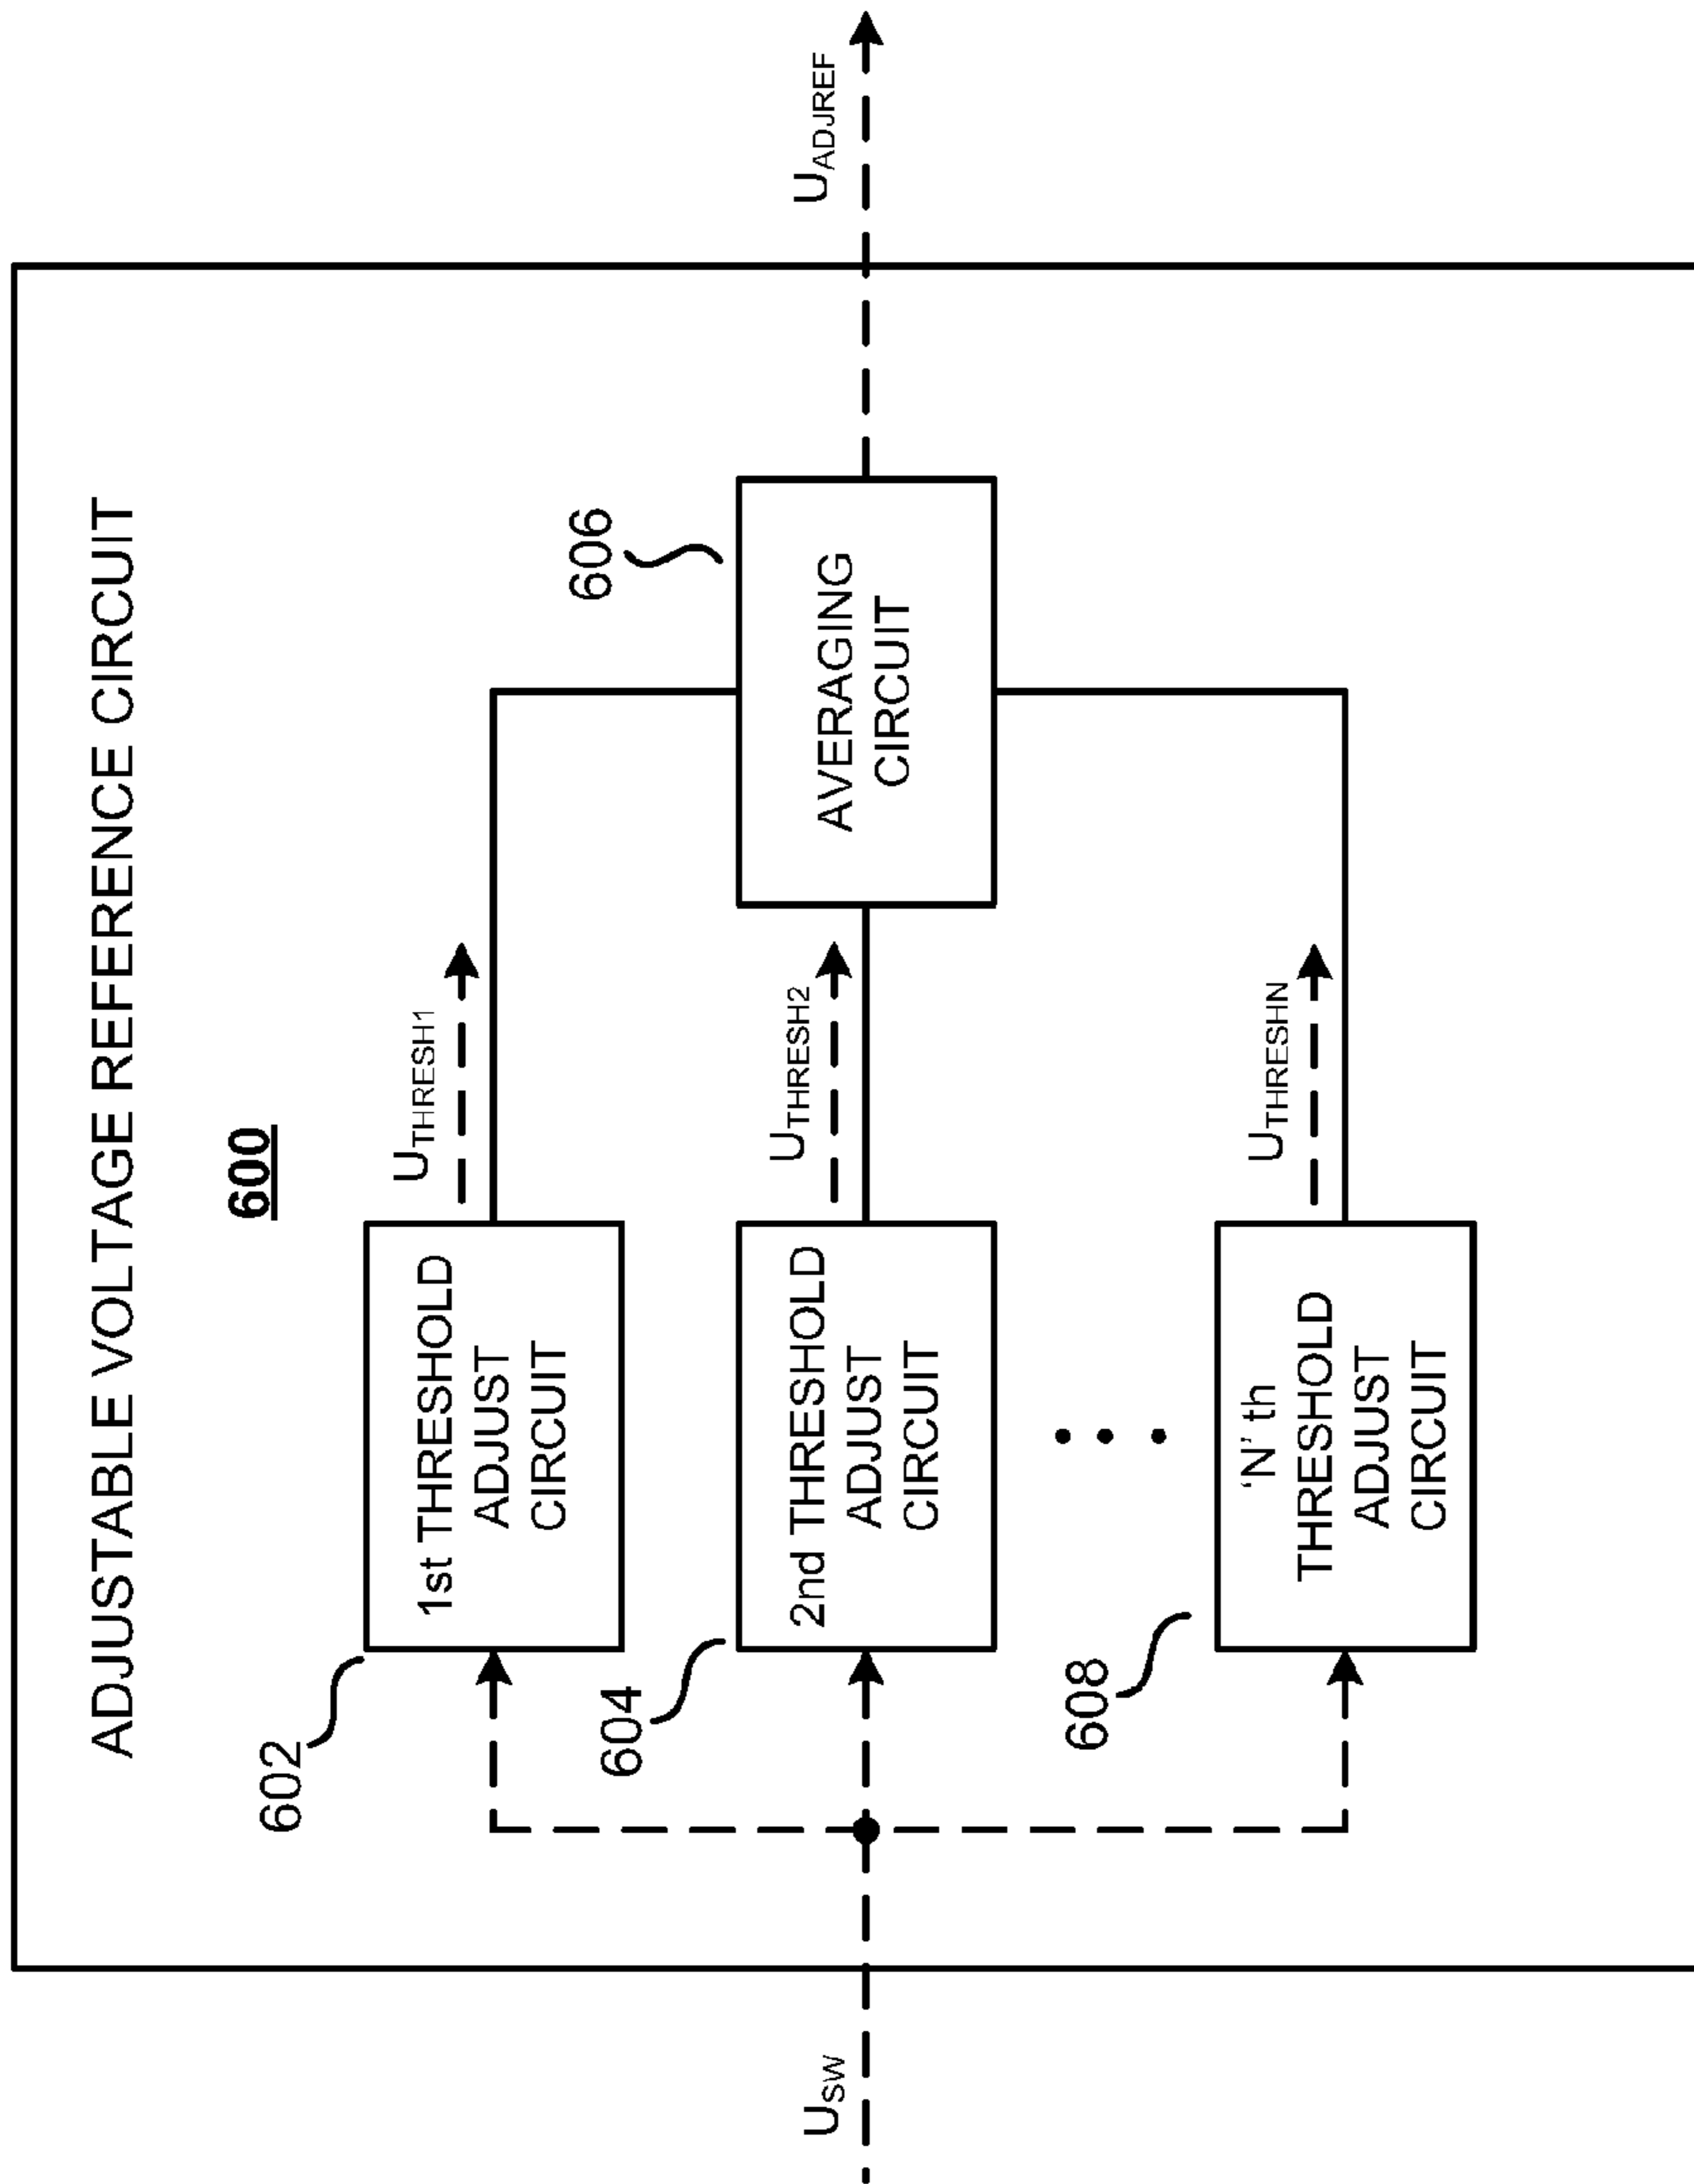 ADJUSTABLE VOLTAGE REFERENCE CIRCUIT
600
602
1st THRESHOLD
ADJUST
CIRCUIT
UTHRESH1
604
2nd THRESHOLD
ADJUST
CIRCUIT
UTHRESH2
606
AVERAGING
CIRCUIT
USW
UADJREF
608
'N'th
THRESHOLD
ADJUST
CIRCUIT
UTHRESHN